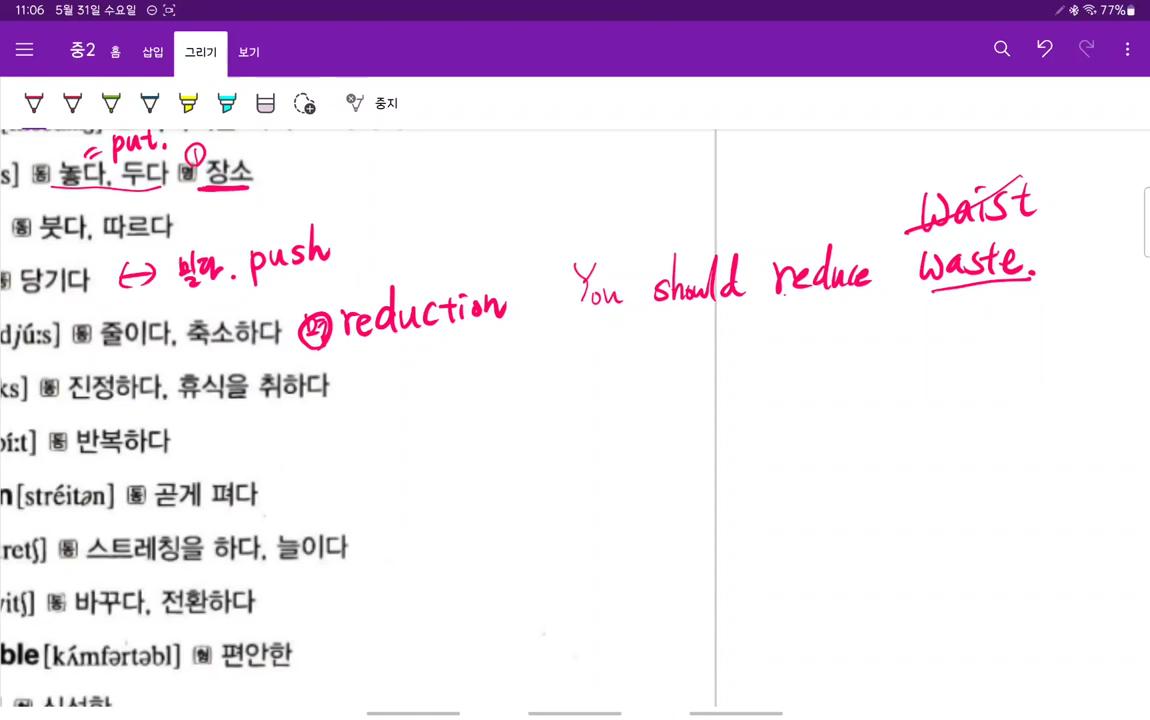 11:06 5월 31일 수요일 77%
중2 홈 삽입 그리기 보기
중지
= put.
s] 동 놓다, 두다 명 ① 장소
동 붓다, 따르다
동 당기다 ↔ 밀다. push
djúːs] 동 줄이다, 축소하다 명 reduction
ks] 동 진정하다, 휴식을 취하다
píːt] 동 반복하다
n[stréitən] 동 곧게 펴다
retʃ] 동 스트레칭을 하다, 늘이다
witʃ] 동 바꾸다, 전환하다
ble[kʌ́mfərtəbl] 형 편안한
Waist
You should reduce waste.